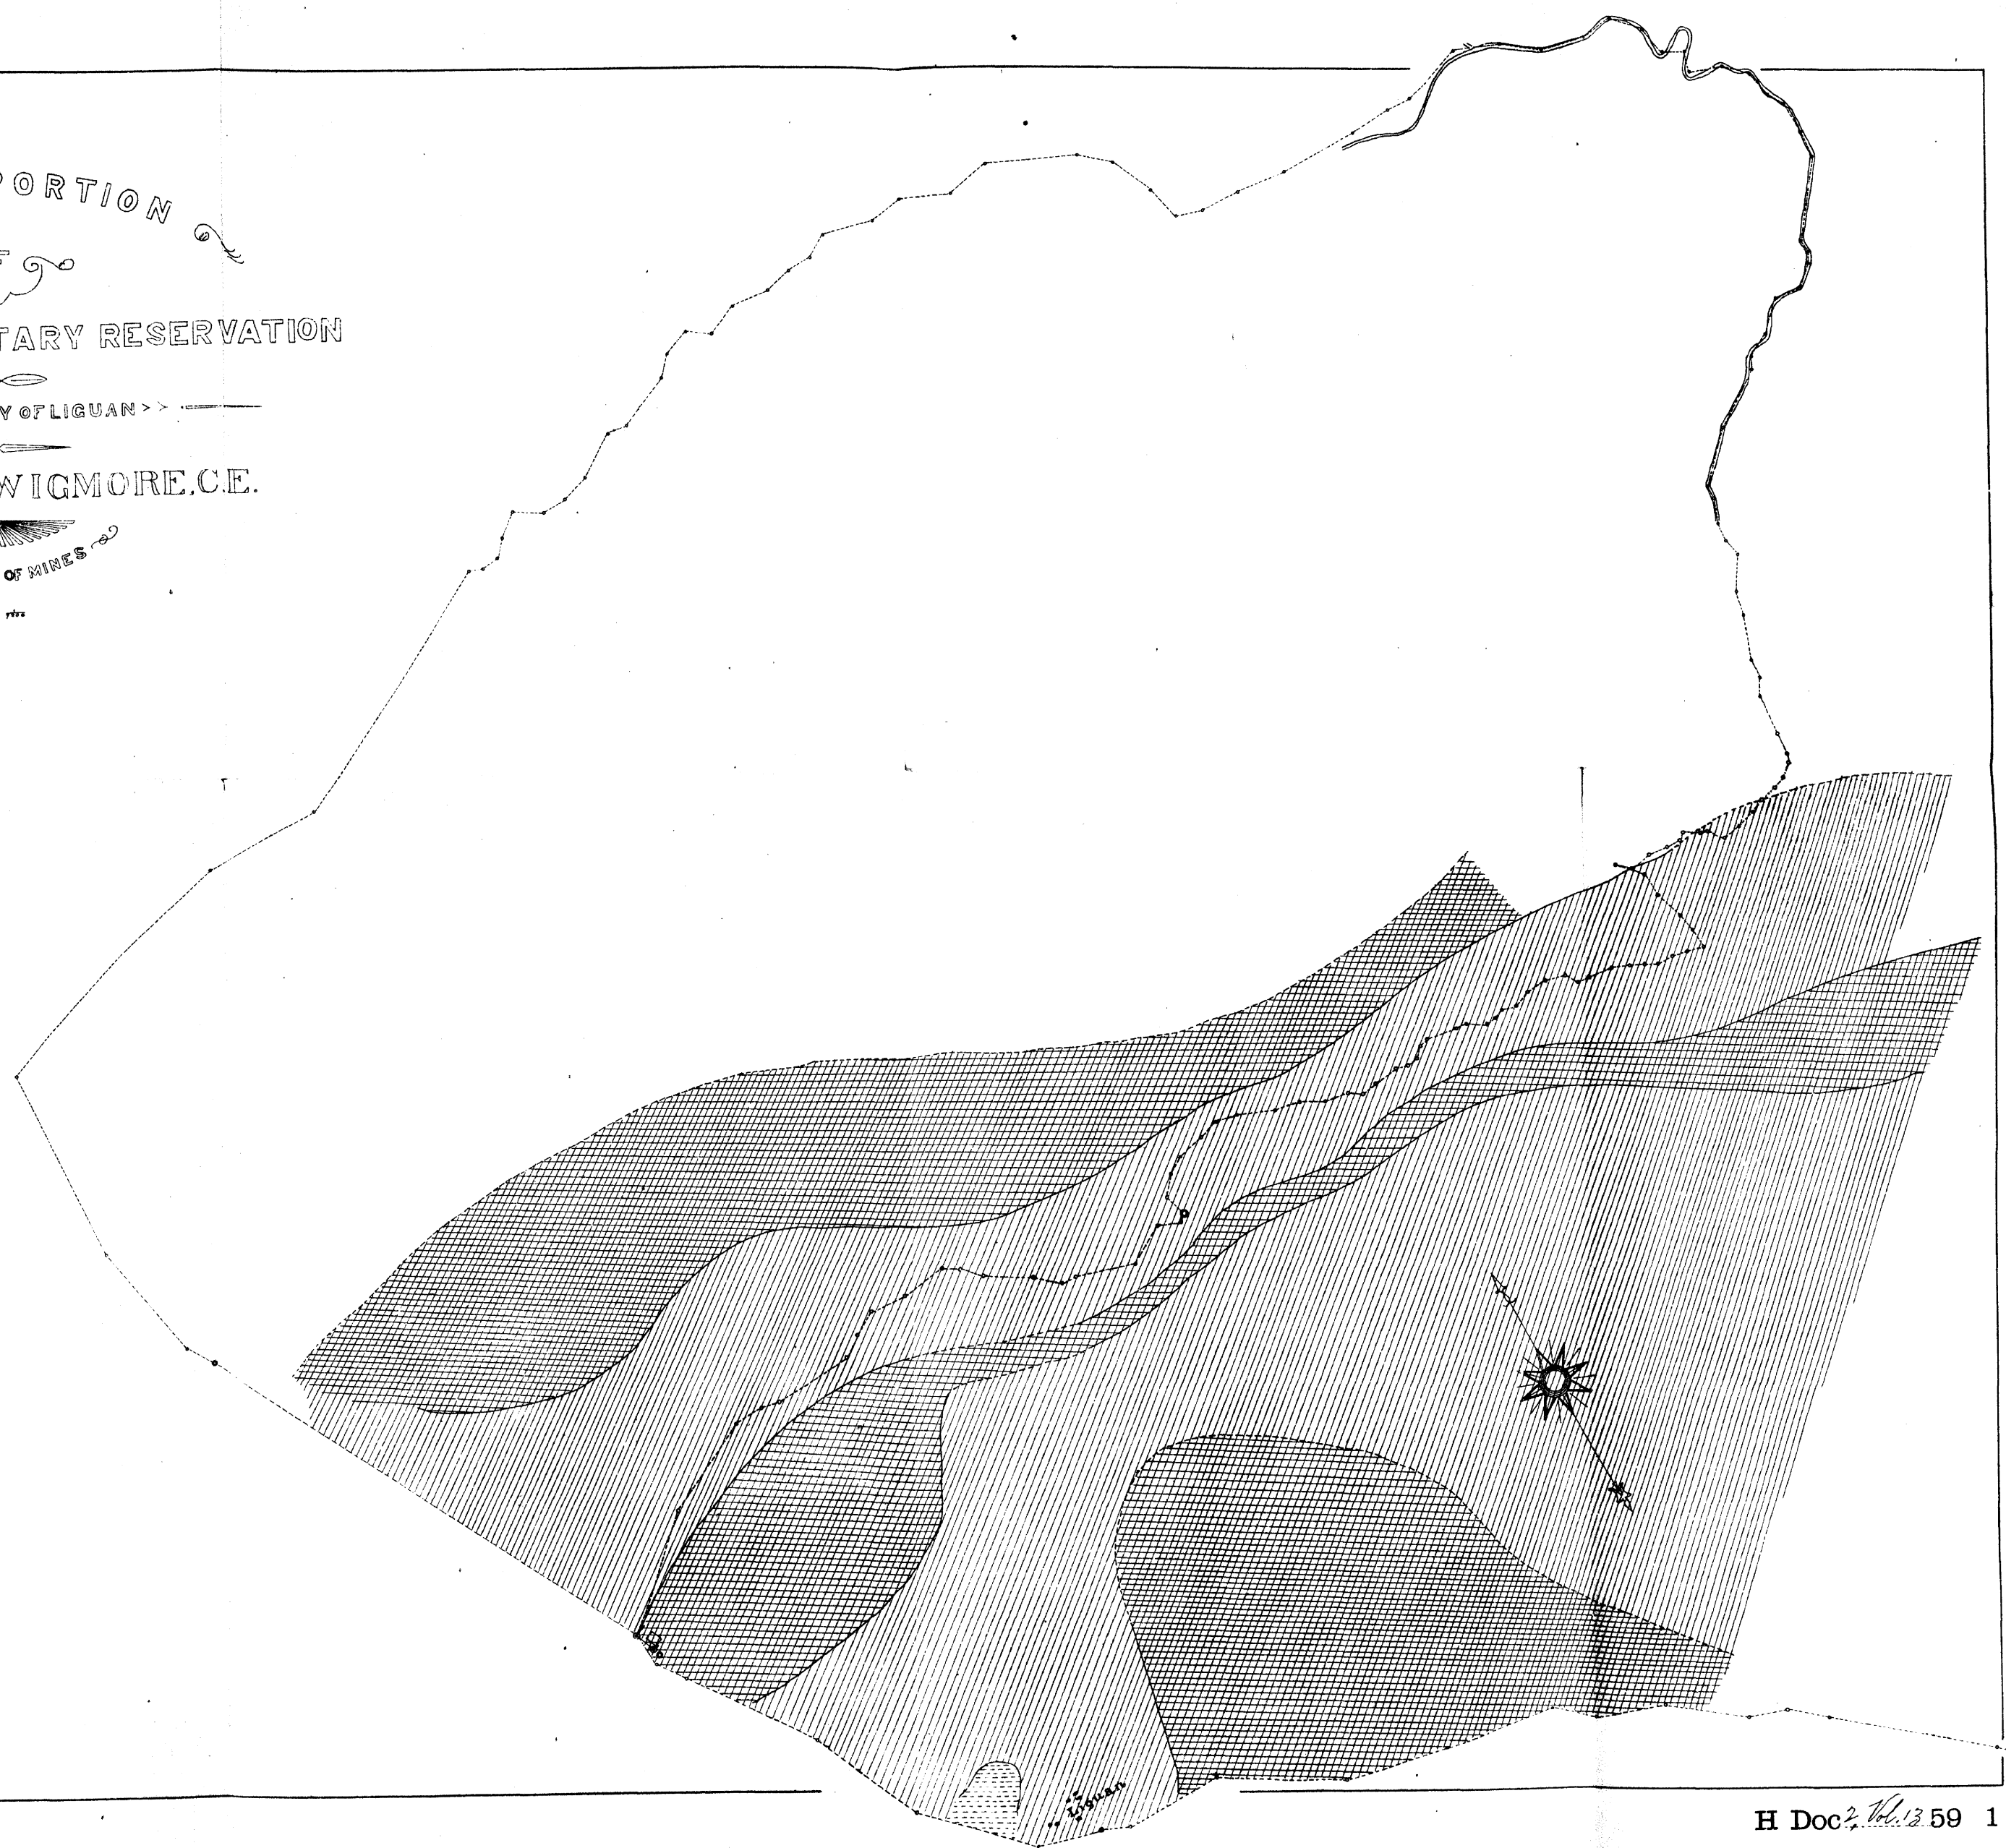 PORTION
TARY RESERVATION
Y OF LIGUAN
WIGMORE, C.E.
OF MINES
Liguan
H Doc 2, Vol. 13 59 1